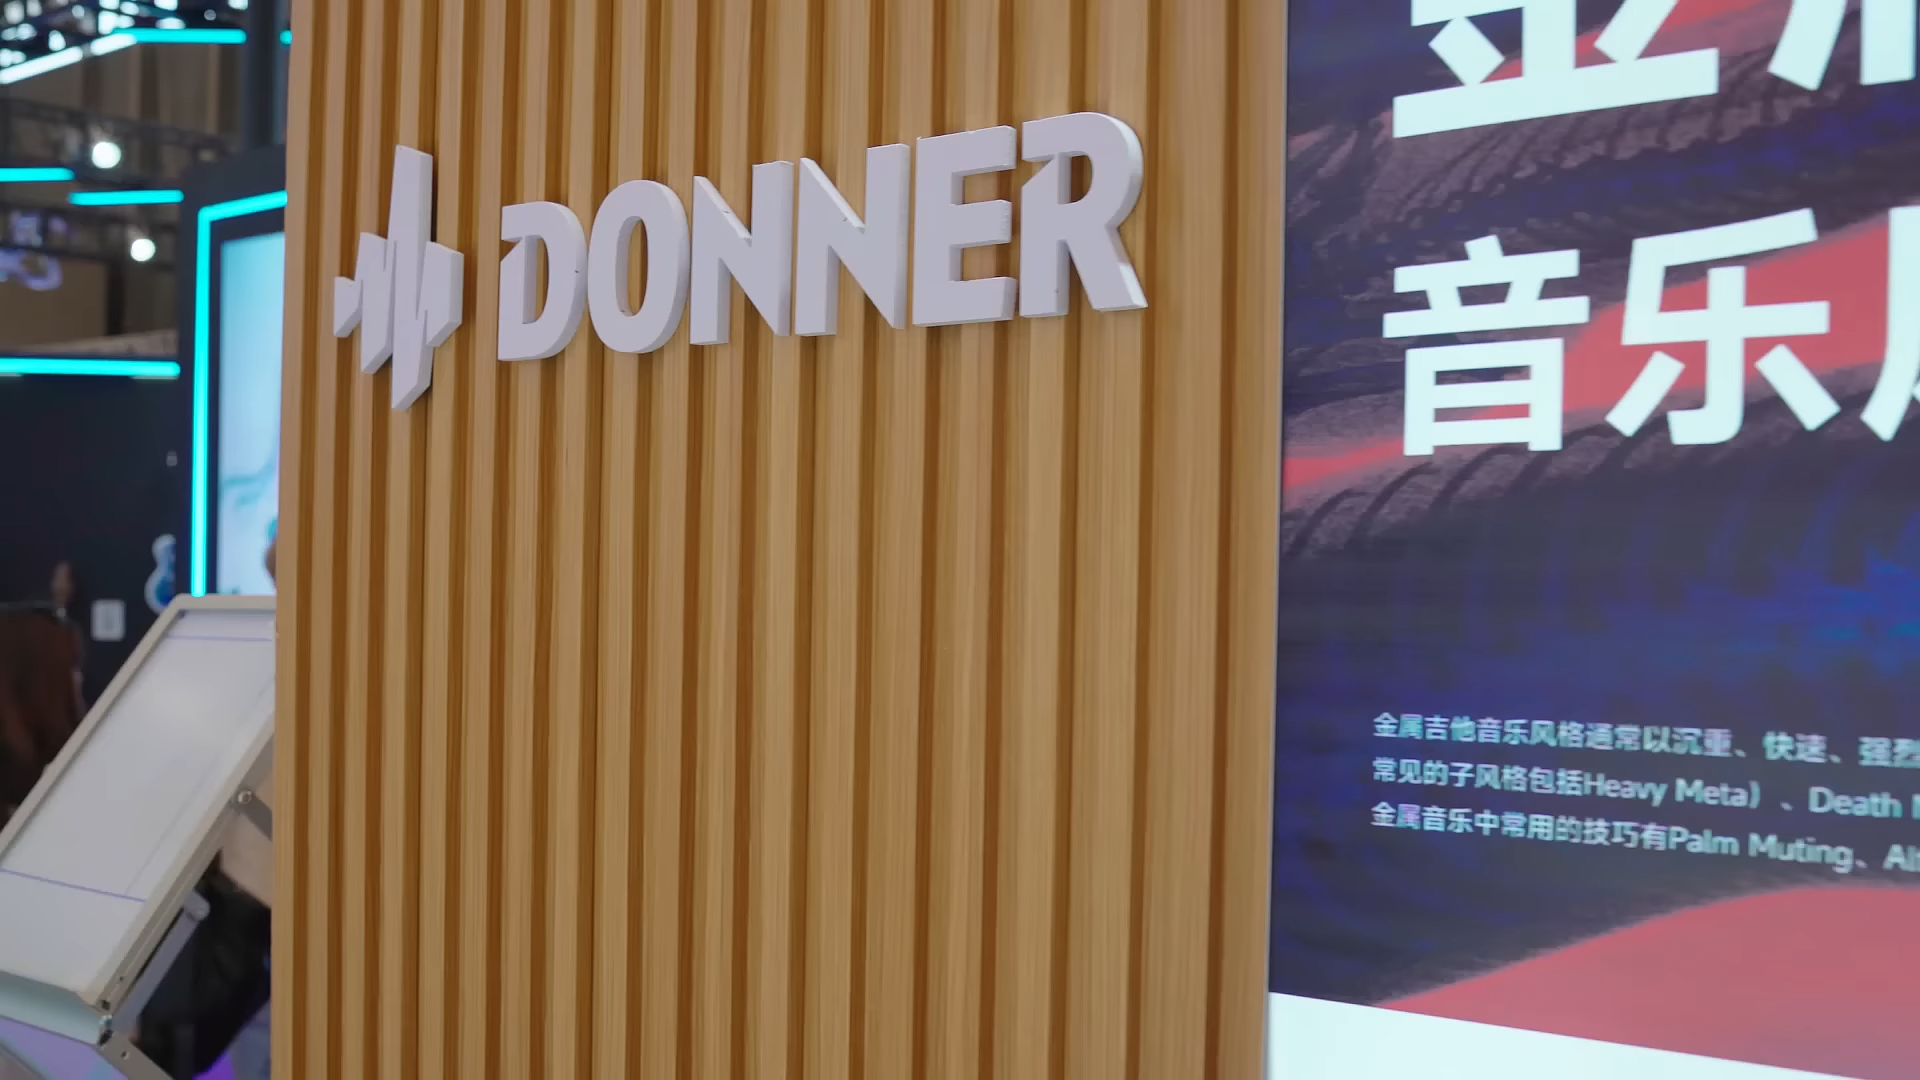 DONNER
音乐
金属吉他音乐风格通常以沉重、快速、强烈
常见的子风格包括Heavy Meta）、Death
金属音乐中常用的技巧有Palm Muting、